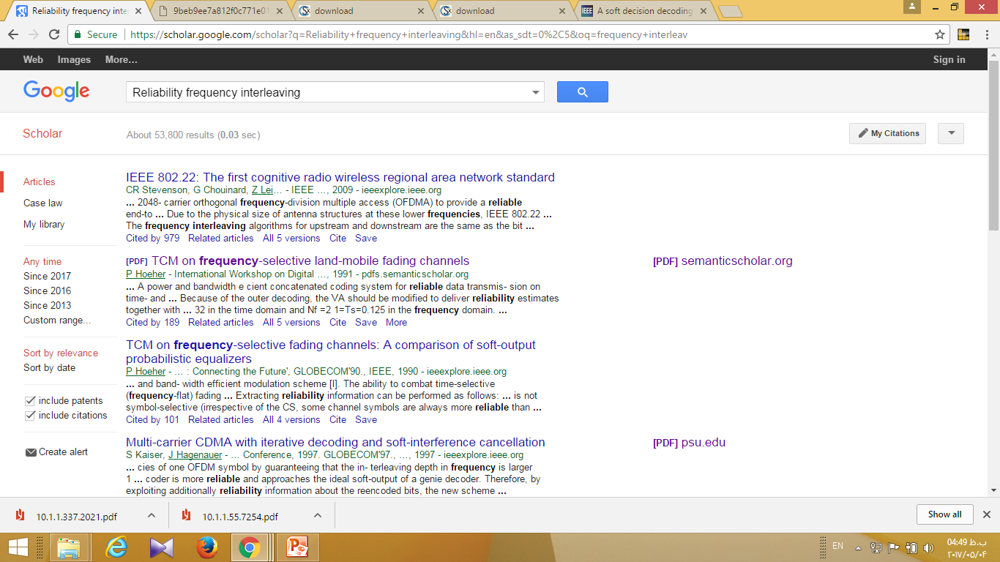 Reliability frequency inte
9beb9ee7a812f0c771e01
download
download
IEEE
A soft decision decoding
Secure
https://scholar.google.com/scholar?q=Reliability+frequency+interleaving&hl=en&as_sdt=0%2C5&oq=frequency+interleav
Web Images More... Sign in
Google
Reliability frequency interleaving
Scholar
About 53,800 results (0.03 sec)
My Citations
Articles
Case law
My library
Any time
Since 2017
Since 2016
Since 2013
Custom range...
Sort by relevance
Sort by date
include patents
include citations
Create alert
IEEE 802.22: The first cognitive radio wireless regional area network standard
CR Stevenson, G Chouinard, Z Lei… - IEEE …, 2009 - ieeexplore.ieee.org
... 2048- carrier orthogonal frequency-division multiple access (OFDMA) to provide a reliable
end-to ... Due to the physical size of antenna structures at these lower frequencies, IEEE 802.22 ...
The frequency interleaving algorithms for upstream and downstream are the same as the bit ...
Cited by 979 Related articles All 5 versions Cite Save
[PDF] TCM on frequency-selective land-mobile fading channels
[PDF] semanticscholar.org
P Hoeher - International Workshop on Digital …, 1991 - pdfs.semanticscholar.org
... A power and bandwidth e cient concatenated coding system for reliable data transmis- sion on
time- and ... Because of the outer decoding, the VA should be modified to deliver reliability estimates
together with ... 32 in the time domain and Nf =2 1=Ts=0.125 in the frequency domain. ...
Cited by 189 Related articles All 5 versions Cite Save More
TCM on frequency-selective fading channels: A comparison of soft-output
probabilistic equalizers
P Hoeher - … : Connecting the Future', GLOBECOM'90., IEEE, 1990 - ieeexplore.ieee.org
... and band- width efficient modulation scheme [I]. The ability to combat time-selective
(frequency-flat) fading ... Extracting reliability information can be performed as follows: ... is not
symbol-selective (irrespective of the CS, some channel symbols are always more reliable than ...
Cited by 101 Related articles All 4 versions Cite Save
Multi-carrier CDMA with iterative decoding and soft-interference cancellation
[PDF] psu.edu
S Kaiser, J Hagenauer - … Conference, 1997. GLOBECOM'97., …, 1997 - ieeexplore.ieee.org
... cies of one OFDM symbol by guaranteeing that the in- terleaving depth in frequency is larger
1 ... coder is more reliable and approaches the ideal soft-output of a genie decoder. Therefore, by
exploiting additionally reliability information about the reencoded bits, the new scheme ...
10.1.1.337.2021.pdf
10.1.1.55.7254.pdf
Show all
EN
04:49 ب.ظ
۲۰۱۷/۰۵/۰۴